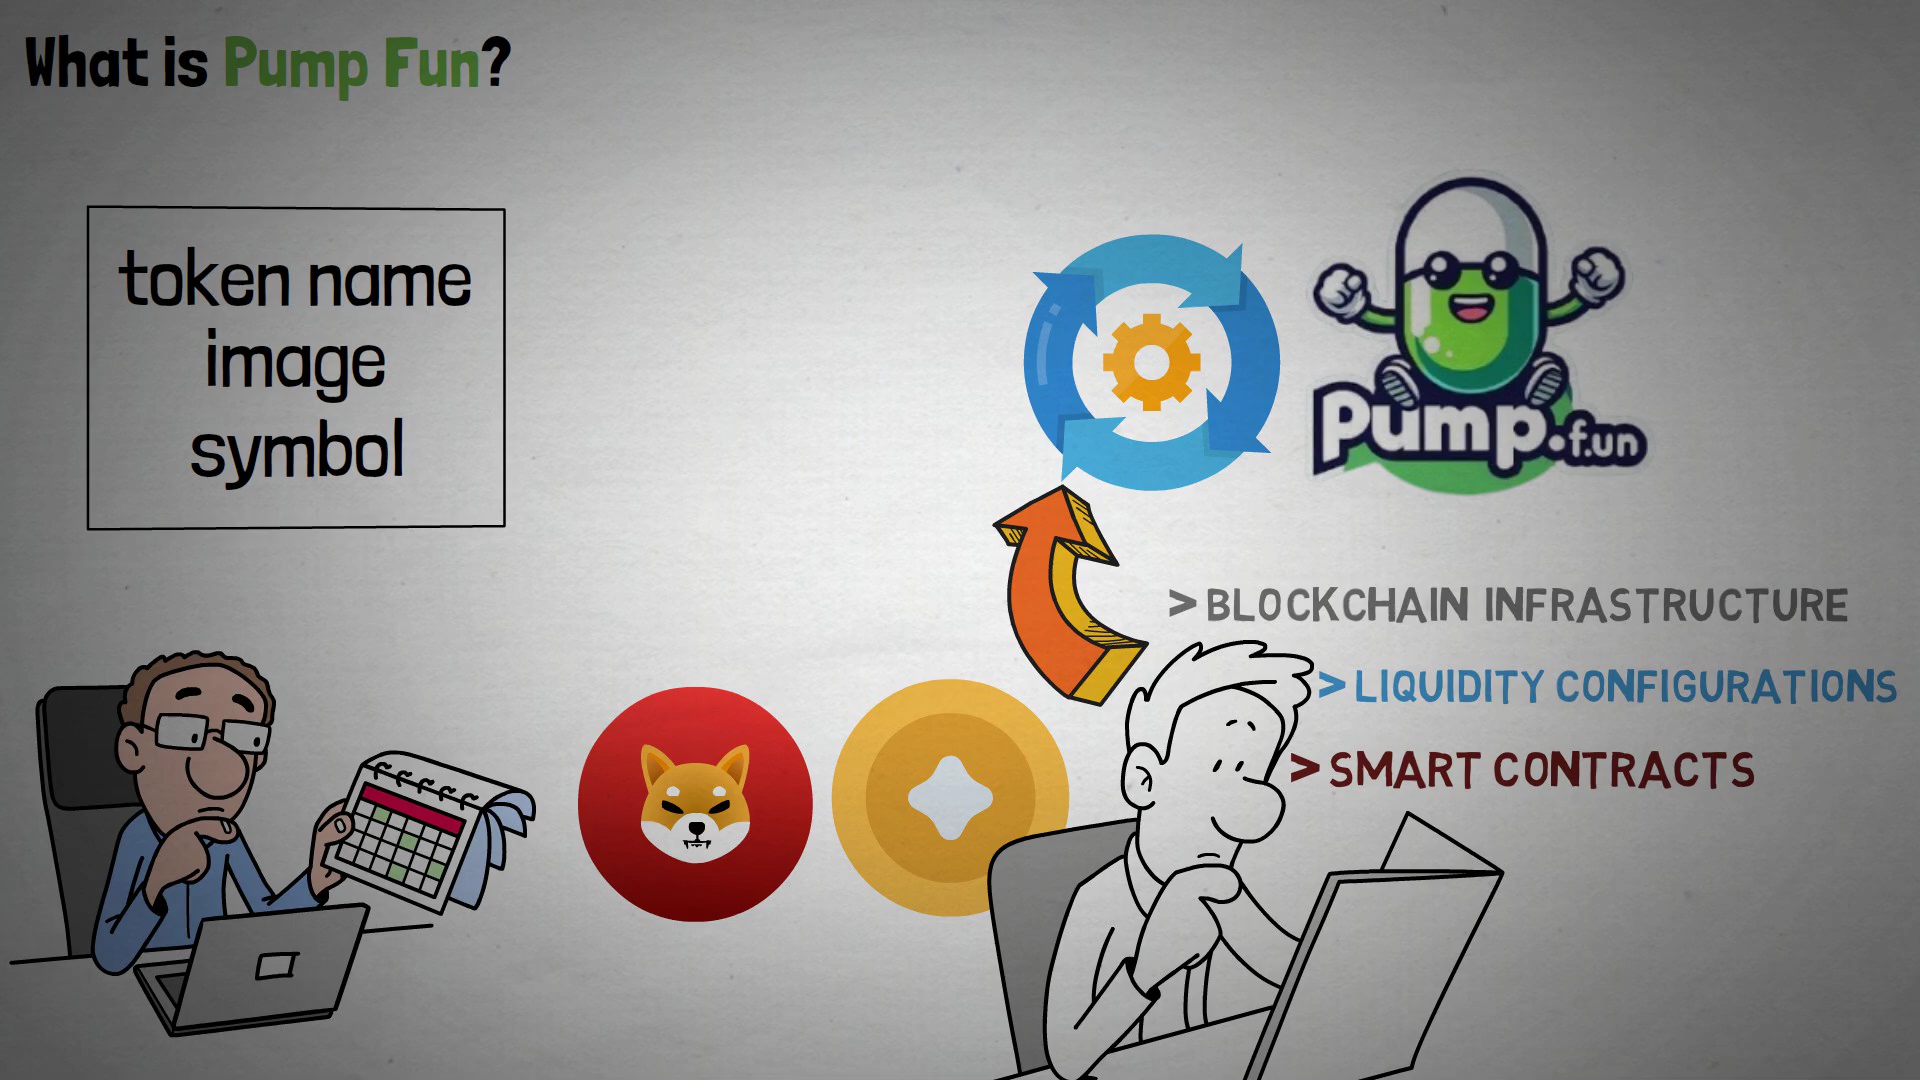 What is Pump Fun?
token name
image
symbol
Pump.fun
> BLOCKCHAIN INFRASTRUCTURE
> LIQUIDITY CONFIGURATIONS
> SMART CONTRACTS